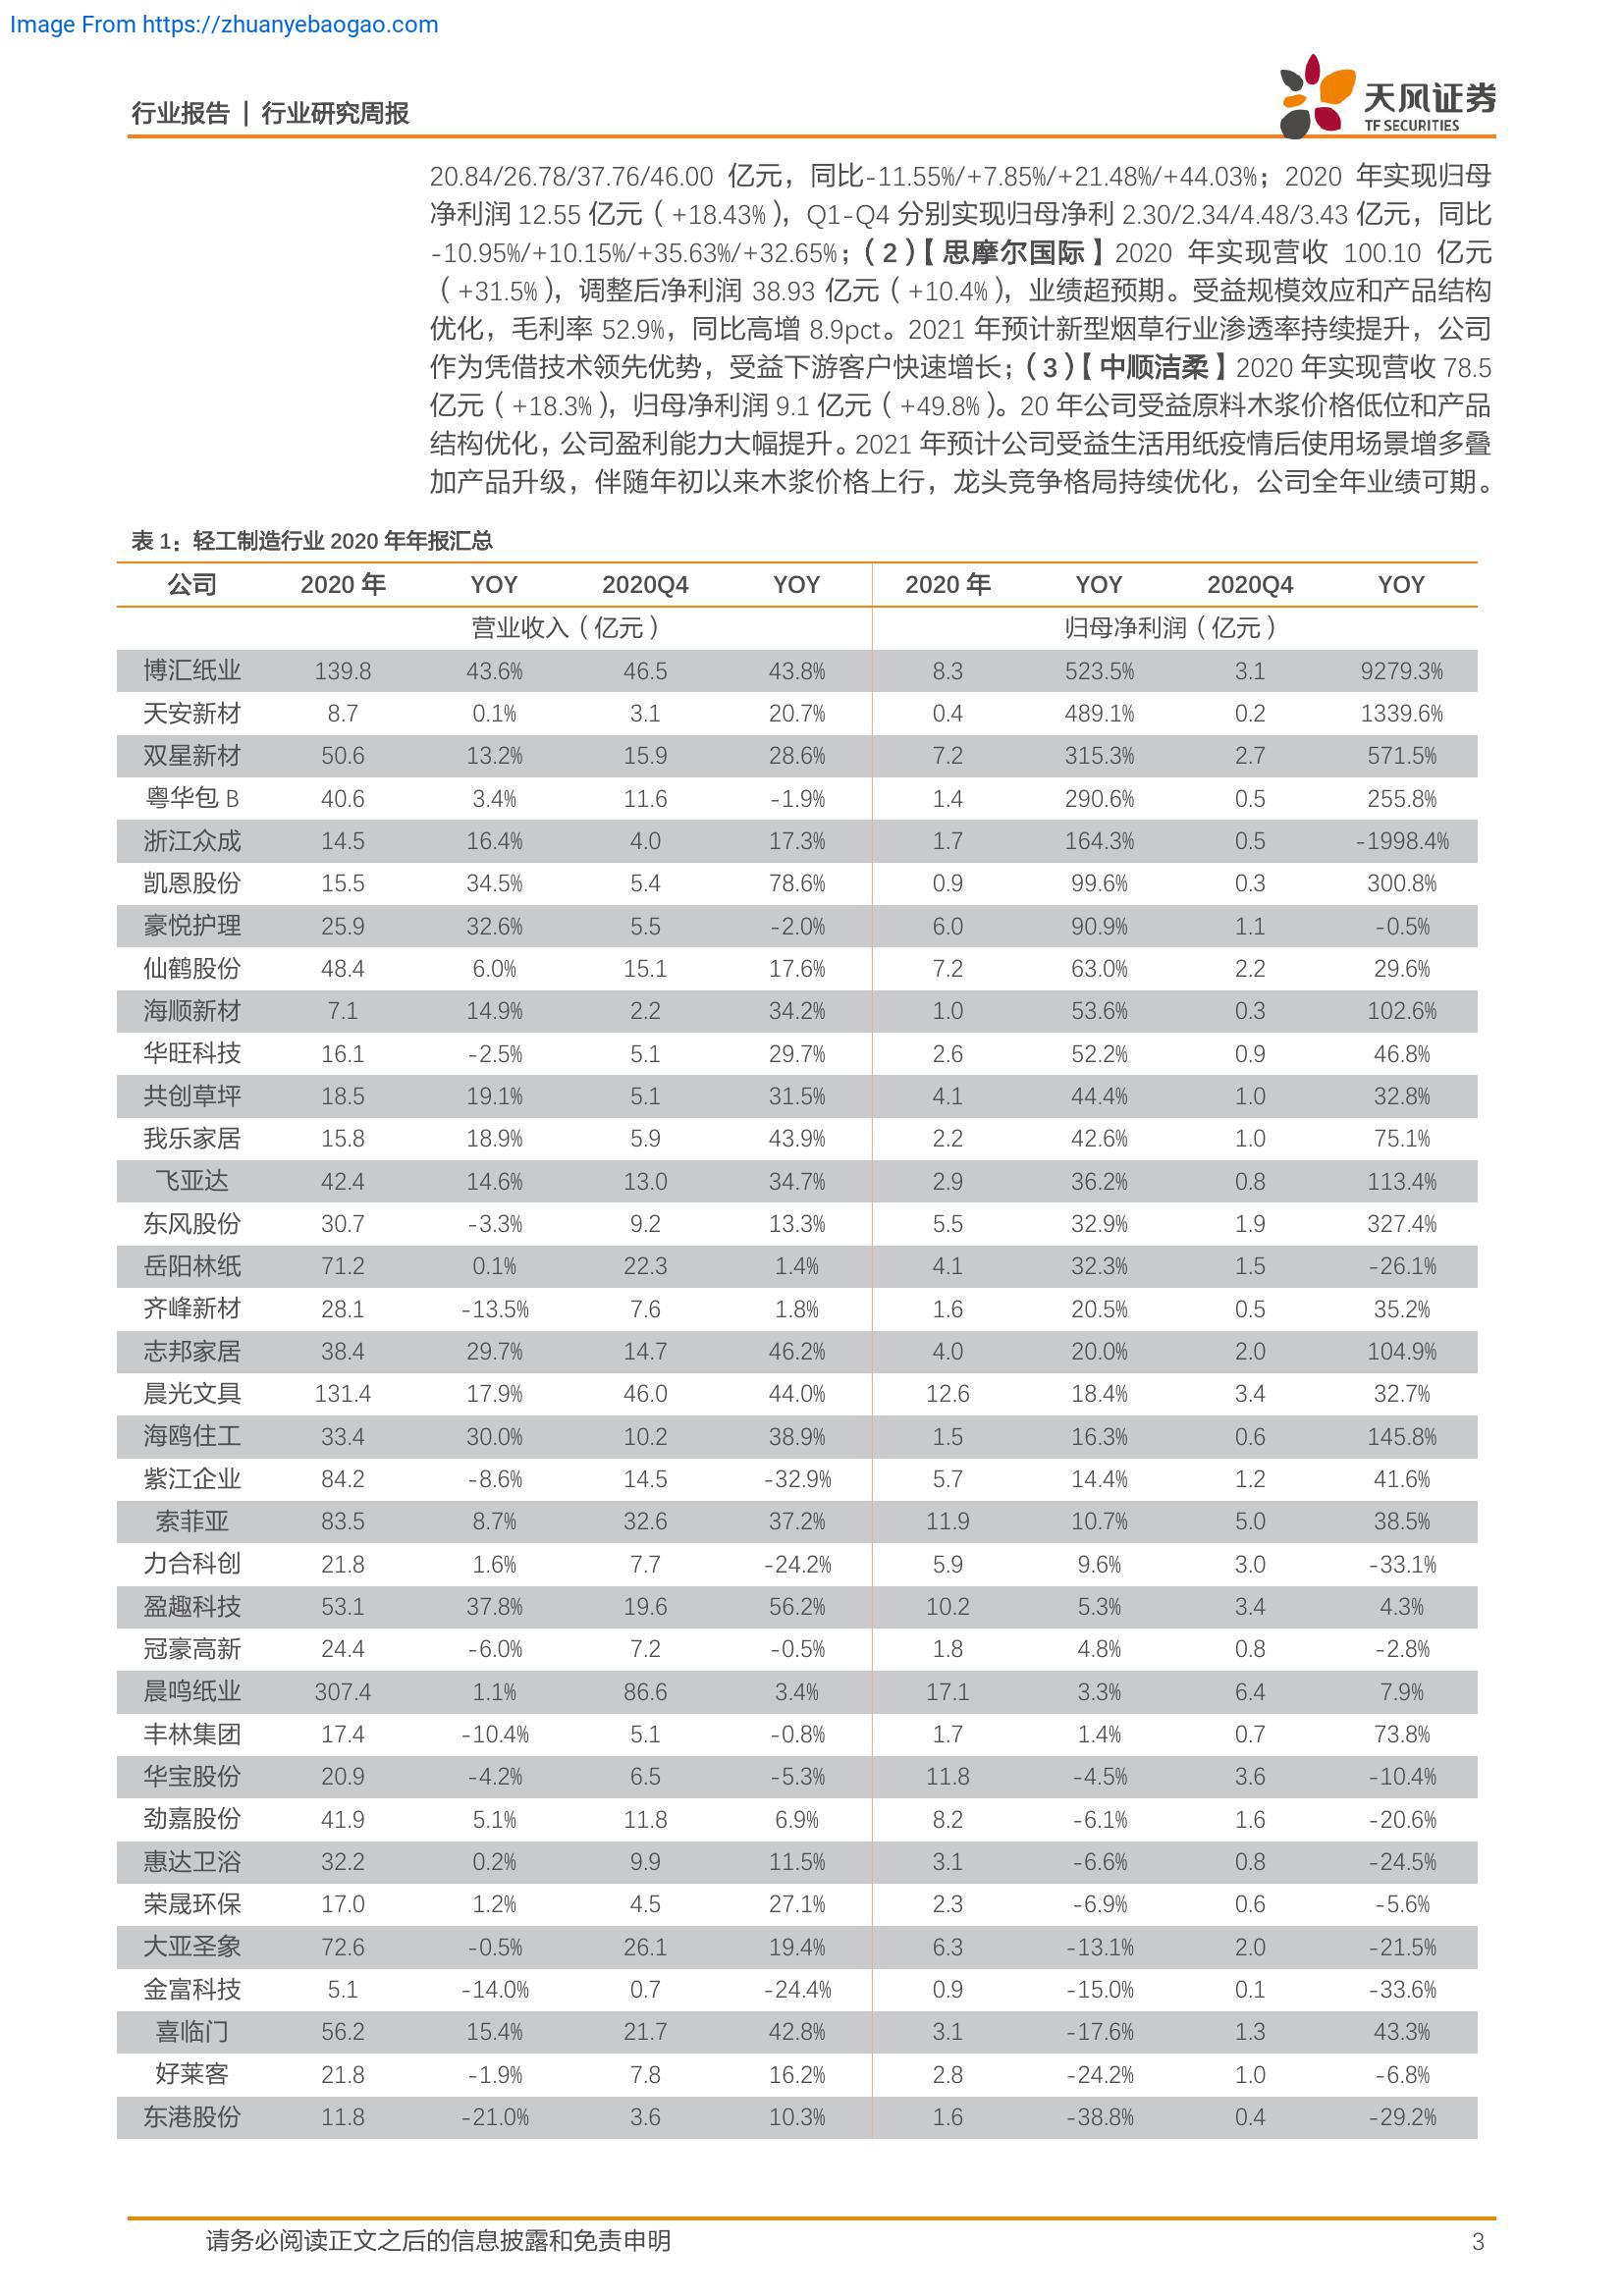 Image From https://zhuanyebaogao.com
行业报告 | 行业研究周报
天风证券
TF SECURITIES
20.84/26.78/37.76/46.00 亿元，同比-11.55%/+7.85%/+21.48%/+44.03%；2020 年实现归母
净利润 12.55 亿元（+18.43%），Q1-Q4 分别实现归母净利 2.30/2.34/4.48/3.43 亿元，同比
-10.95%/+10.15%/+35.63%/+32.65%；（2）【思摩尔国际】2020 年实现营收 100.10 亿元
（+31.5%），调整后净利润 38.93 亿元（+10.4%），业绩超预期。受益规模效应和产品结构
优化，毛利率 52.9%，同比高增 8.9pct。2021 年预计新型烟草行业渗透率持续提升，公司
作为凭借技术领先优势，受益下游客户快速增长；（3）【中顺洁柔】2020 年实现营收 78.5
亿元（+18.3%），归母净利润 9.1 亿元（+49.8%）。20 年公司受益原料木浆价格低位和产品
结构优化，公司盈利能力大幅提升。2021 年预计公司受益生活用纸疫情后使用场景增多叠
加产品升级，伴随年初以来木浆价格上行，龙头竞争格局持续优化，公司全年业绩可期。
表 1：轻工制造行业 2020 年年报汇总
公司 2020 年 YOY 2020Q4 YOY 2020 年 YOY 2020Q4 YOY
营业收入（亿元） 归母净利润（亿元）
博汇纸业 139.8 43.6% 46.5 43.8% 8.3 523.5% 3.1 9279.3%
天安新材 8.7 0.1% 3.1 20.7% 0.4 489.1% 0.2 1339.6%
双星新材 50.6 13.2% 15.9 28.6% 7.2 315.3% 2.7 571.5%
粤华包 B 40.6 3.4% 11.6 -1.9% 1.4 290.6% 0.5 255.8%
浙江众成 14.5 16.4% 4.0 17.3% 1.7 164.3% 0.5 -1998.4%
凯恩股份 15.5 34.5% 5.4 78.6% 0.9 99.6% 0.3 300.8%
豪悦护理 25.9 32.6% 5.5 -2.0% 6.0 90.9% 1.1 -0.5%
仙鹤股份 48.4 6.0% 15.1 17.6% 7.2 63.0% 2.2 29.6%
海顺新材 7.1 14.9% 2.2 34.2% 1.0 53.6% 0.3 102.6%
华旺科技 16.1 -2.5% 5.1 29.7% 2.6 52.2% 0.9 46.8%
共创草坪 18.5 19.1% 5.1 31.5% 4.1 44.4% 1.0 32.8%
我乐家居 15.8 18.9% 5.9 43.9% 2.2 42.6% 1.0 75.1%
飞亚达 42.4 14.6% 13.0 34.7% 2.9 36.2% 0.8 113.4%
东风股份 30.7 -3.3% 9.2 13.3% 5.5 32.9% 1.9 327.4%
岳阳林纸 71.2 0.1% 22.3 1.4% 4.1 32.3% 1.5 -26.1%
齐峰新材 28.1 -13.5% 7.6 1.8% 1.6 20.5% 0.5 35.2%
志邦家居 38.4 29.7% 14.7 46.2% 4.0 20.0% 2.0 104.9%
晨光文具 131.4 17.9% 46.0 44.0% 12.6 18.4% 3.4 32.7%
海鸥住工 33.4 30.0% 10.2 38.9% 1.5 16.3% 0.6 145.8%
紫江企业 84.2 -8.6% 14.5 -32.9% 5.7 14.4% 1.2 41.6%
索菲亚 83.5 8.7% 32.6 37.2% 11.9 10.7% 5.0 38.5%
力合科创 21.8 1.6% 7.7 -24.2% 5.9 9.6% 3.0 -33.1%
盈趣科技 53.1 37.8% 19.6 56.2% 10.2 5.3% 3.4 4.3%
冠豪高新 24.4 -6.0% 7.2 -0.5% 1.8 4.8% 0.8 -2.8%
晨鸣纸业 307.4 1.1% 86.6 3.4% 17.1 3.3% 6.4 7.9%
丰林集团 17.4 -10.4% 5.1 -0.8% 1.7 1.4% 0.7 73.8%
华宝股份 20.9 -4.2% 6.5 -5.3% 11.8 -4.5% 3.6 -10.4%
劲嘉股份 41.9 5.1% 11.8 6.9% 8.2 -6.1% 1.6 -20.6%
惠达卫浴 32.2 0.2% 9.9 11.5% 3.1 -6.6% 0.8 -24.5%
荣晟环保 17.0 1.2% 4.5 27.1% 2.3 -6.9% 0.6 -5.6%
大亚圣象 72.6 -0.5% 26.1 19.4% 6.3 -13.1% 2.0 -21.5%
金富科技 5.1 -14.0% 0.7 -24.4% 0.9 -15.0% 0.1 -33.6%
喜临门 56.2 15.4% 21.7 42.8% 3.1 -17.6% 1.3 43.3%
好莱客 21.8 -1.9% 7.8 16.2% 2.8 -24.2% 1.0 -6.8%
东港股份 11.8 -21.0% 3.6 10.3% 1.6 -38.8% 0.4 -29.2%
请务必阅读正文之后的信息披露和免责申明 3